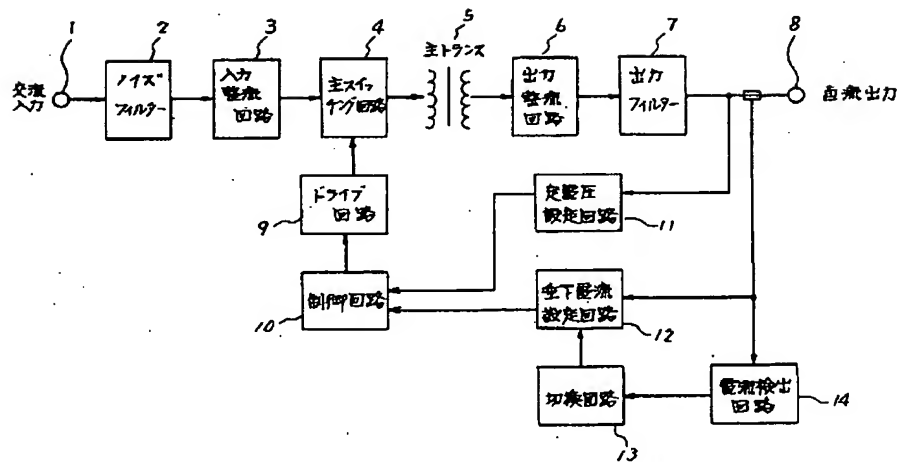 1
2
3
4
5
6
7
8
交流
入力
ノイズ
フィルター
入力
整流
回路
主スイッ
チング回路
主トランス
出力
整流
回路
出力
フィルター
直流出力
ドライブ
回路
9
定電圧
設定回路
11
制御回路
10
垂下電流
設定回路
12
切換回路
13
電流検出
回路
14